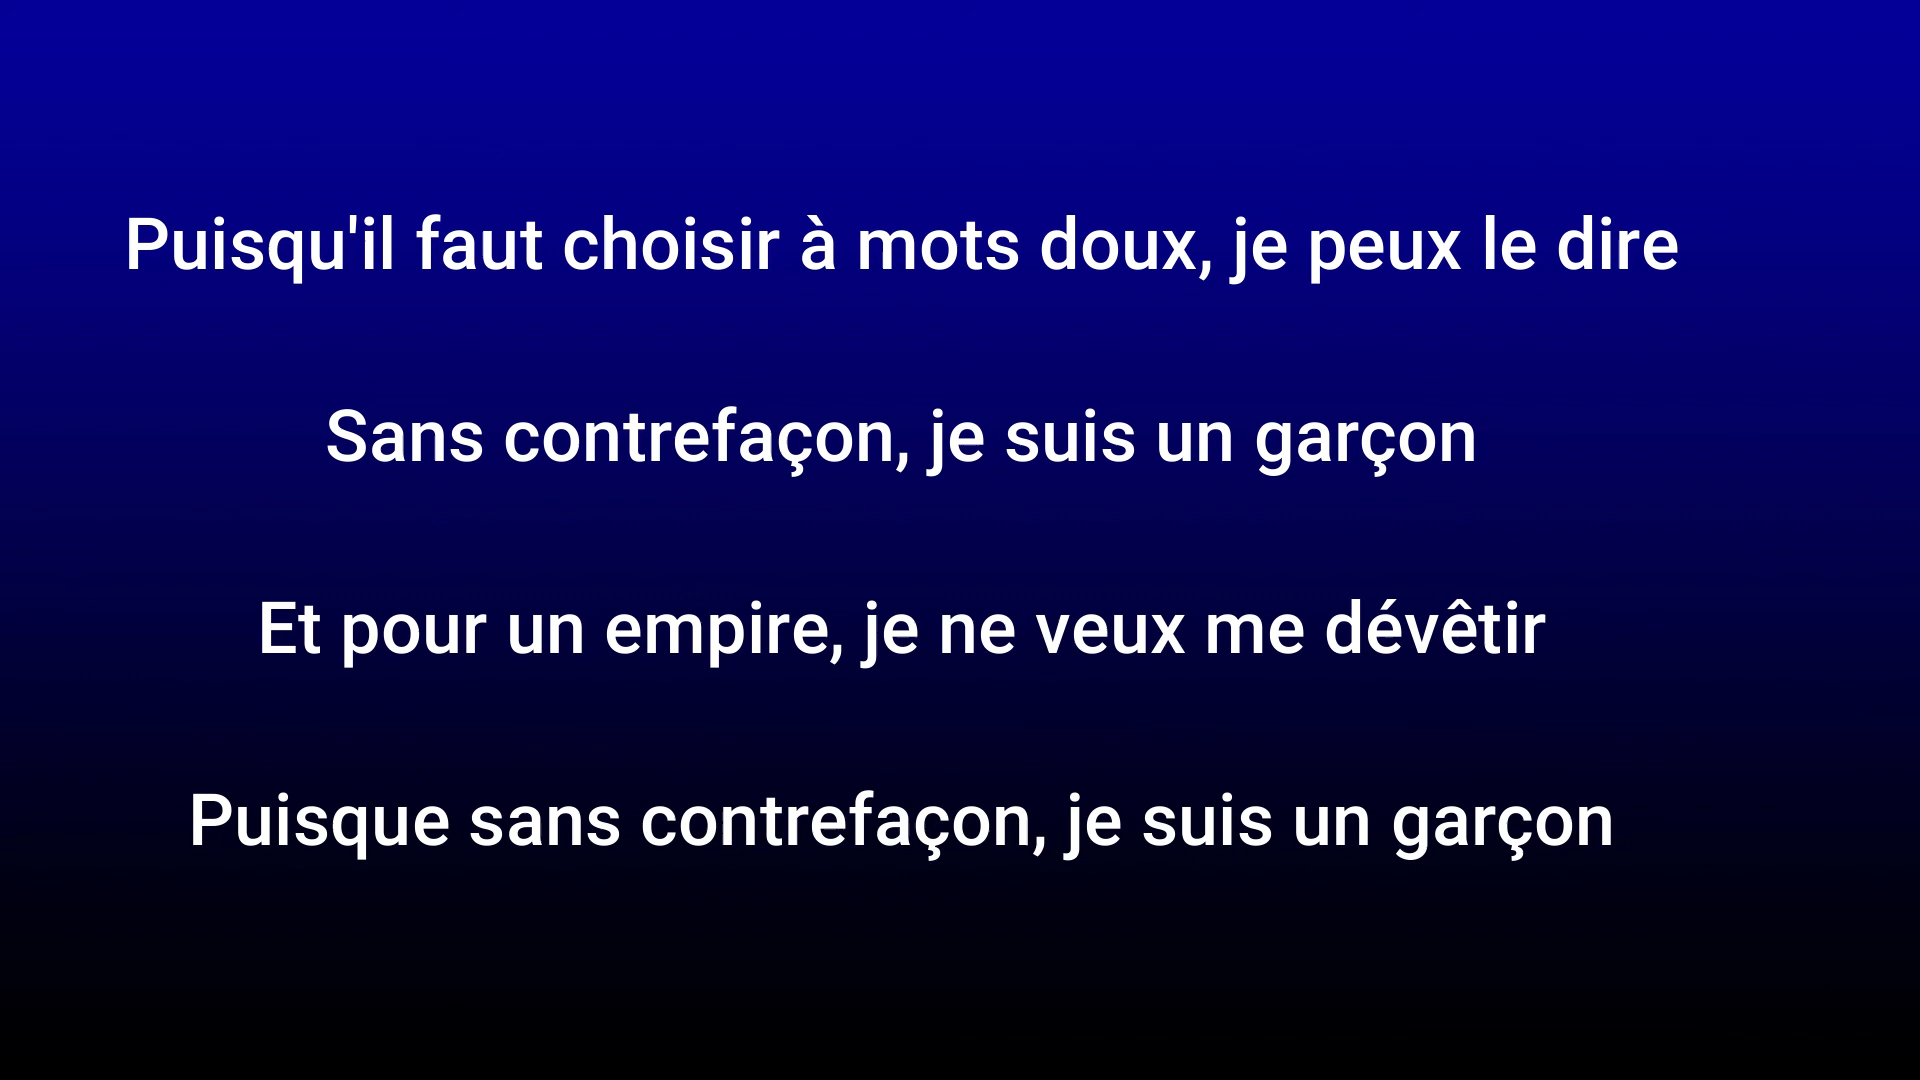 Puisqu'il faut choisir à mots doux, je peux le dire
Sans contrefaçon, je suis un garçon
Et pour un empire, je ne veux me dévêtir
Puisque sans contrefaçon, je suis un garçon